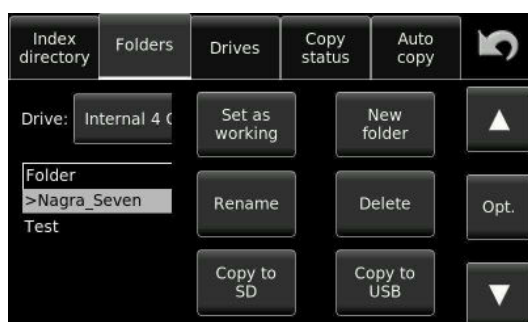 Index
directory
Folders
Drives
Copy
status
Auto
copy
Drive:
Internal 4
Set as
working
New
folder
Folder
>Nagra_Seven
Test
Rename
Delete
Opt.
Copy to
SD
Copy to
USB